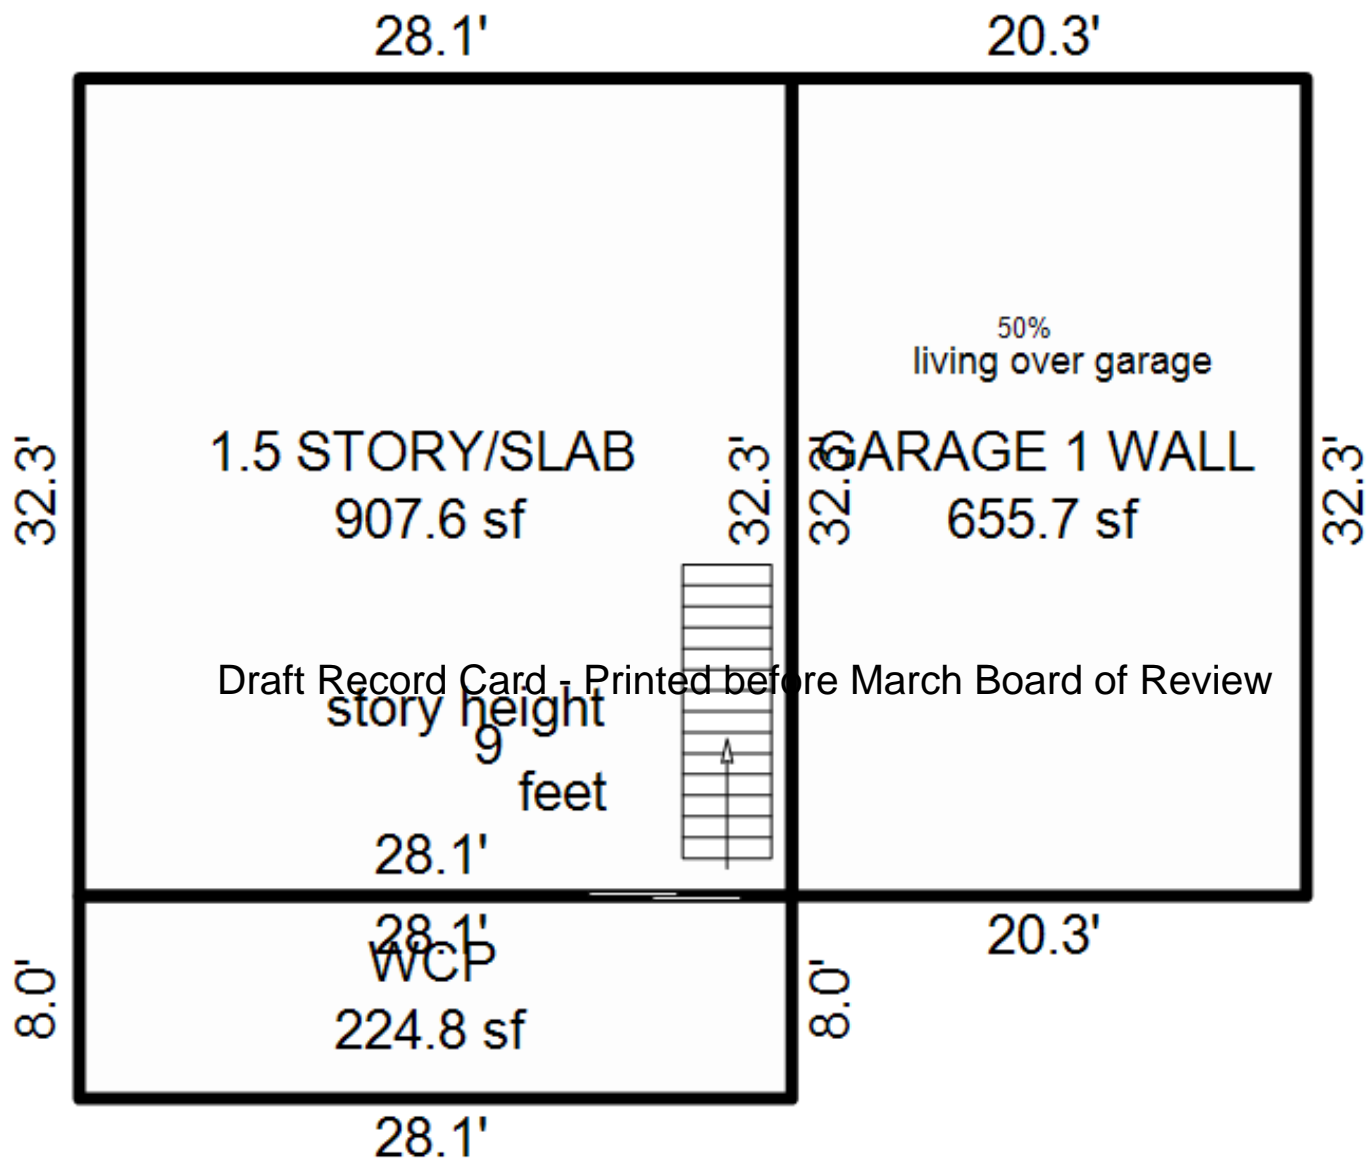 28.1'
20.3'
50%
living over garage
32.3'
1.5 STORY/SLAB
907.6 sf
32.3'
32.3'
GARAGE 1 WALL
655.7 sf
32.3'
Draft Record Card - Printed before March Board of Review
story height
9
feet
28.1'
28.1'
20.3'
8.0'
WCP
224.8 sf
8.0'
28.1'